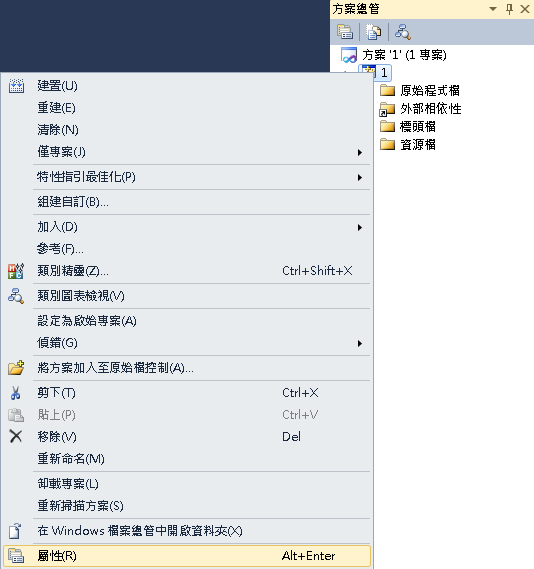 方案總管
方案 '1' (1 專案)
1
原始程式檔
外部相依性
標頭檔
資源檔
建置(U)
重建(E)
清除(N)
僅專案(J)
特性指引最佳化(P)
組建自訂(B)...
加入(D)
參考(F)...
類別精靈(Z)... Ctrl+Shift+X
類別圖表檢視(V)
設定為啟始專案(A)
偵錯(G)
將方案加入至原始檔控制(A)...
剪下(T) Ctrl+X
貼上(P) Ctrl+V
移除(V) Del
重新命名(M)
卸載專案(L)
重新掃描方案(S)
在 Windows 檔案總管中開啟資料夾(X)
屬性(R) Alt+Enter